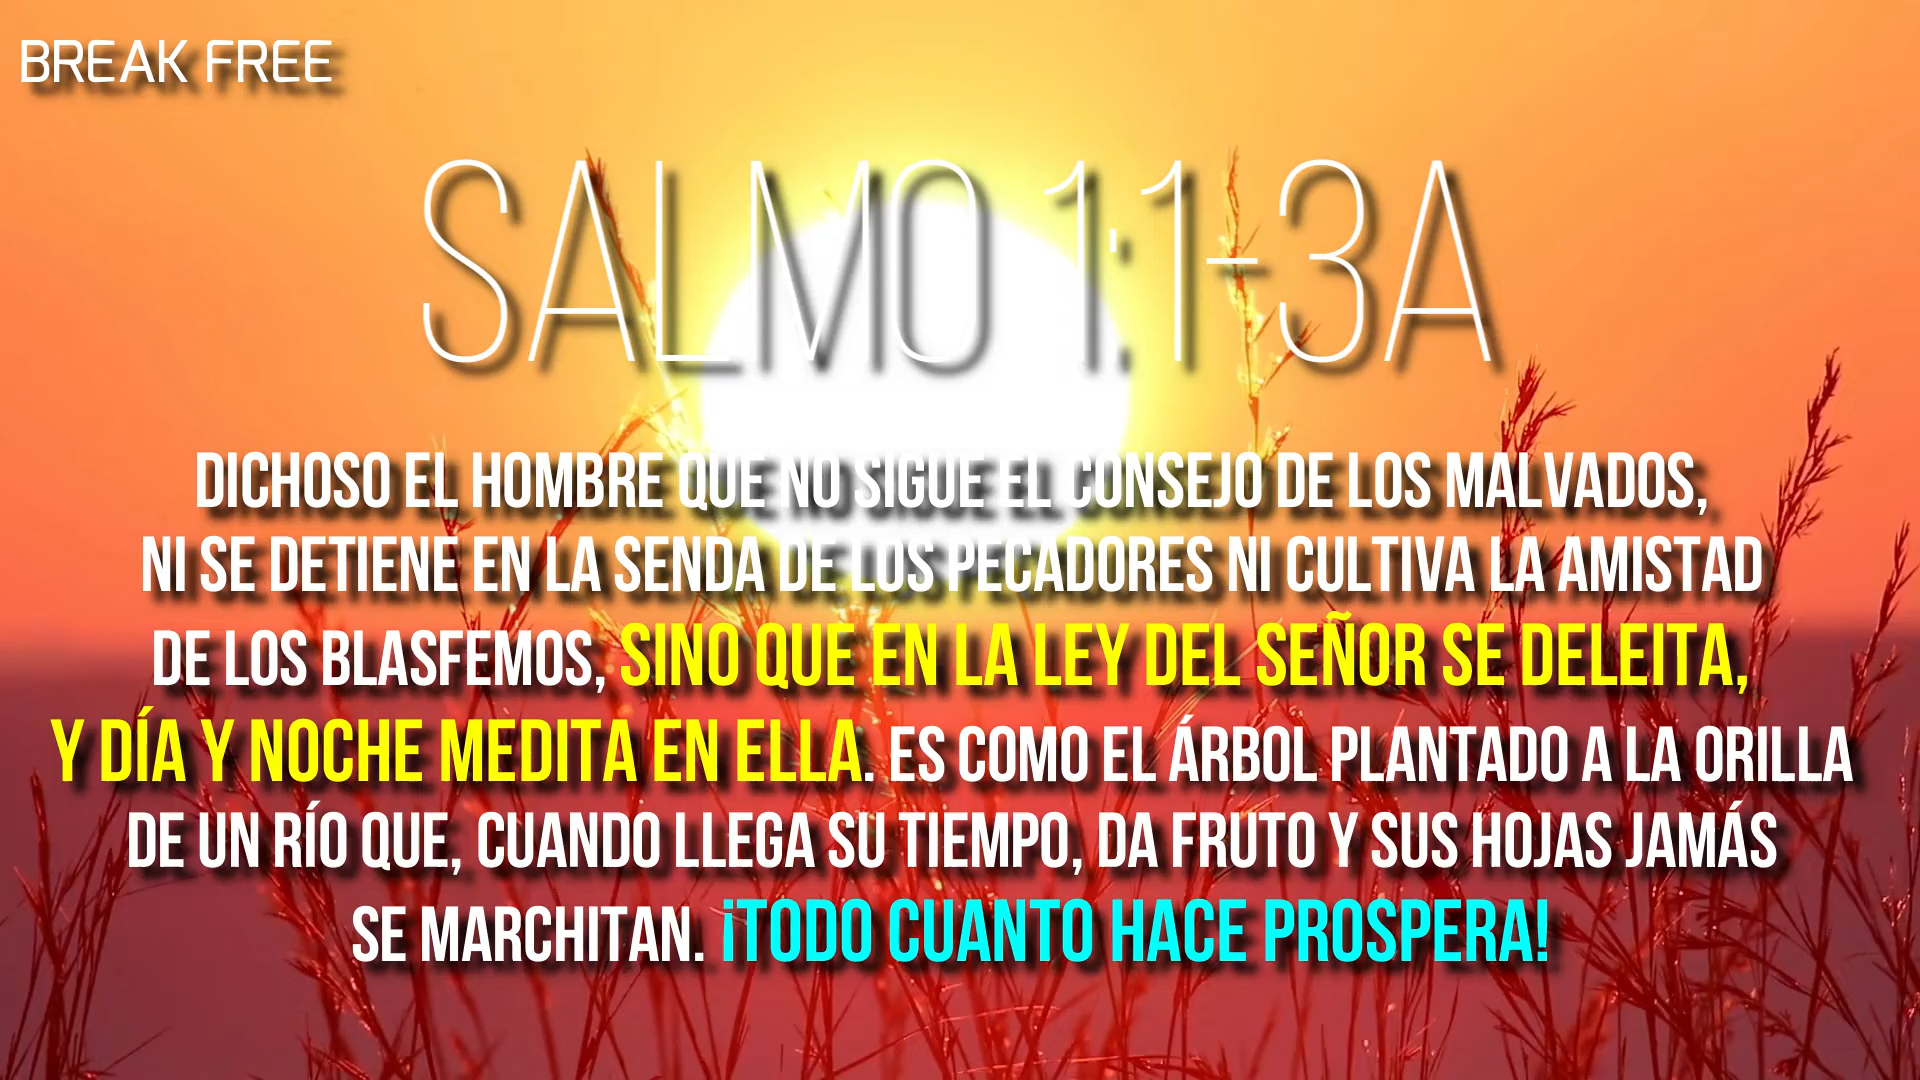 BREAK FREE
SALMO 1:1-3A
DICHOSO EL HOMBRE QUE NO SIGUE EL CONSEJO DE LOS MALVADOS,
NI SE DETIENE EN LA SENDA DE LOS PECADORES NI CULTIVA LA AMISTAD
DE LOS BLASFEMOS, SINO QUE EN LA LEY DEL SEÑOR SE DELEITA,
Y DÍA Y NOCHE MEDITA EN ELLA. ES COMO EL ÁRBOL PLANTADO A LA ORILLA
DE UN RÍO QUE, CUANDO LLEGA SU TIEMPO, DA FRUTO Y SUS HOJAS JAMÁS
SE MARCHITAN. ¡TODO CUANTO HACE PROSPERA!